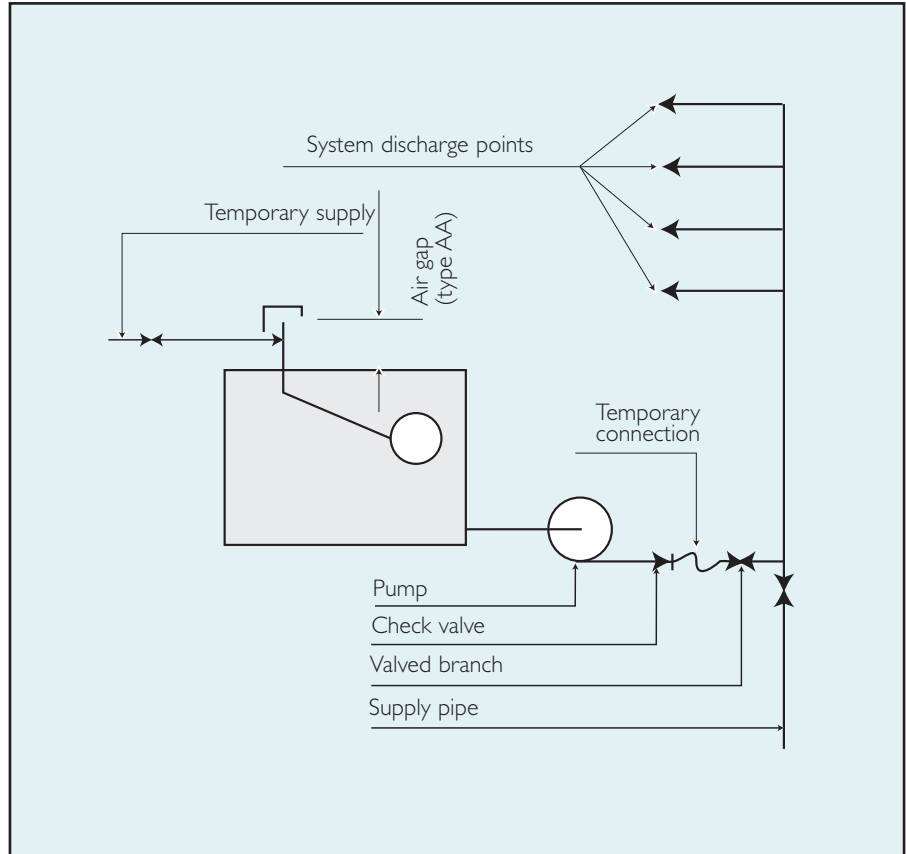 System discharge points
Temporary supply
Air gap
(type AA)
Temporary
connection
Pump
Check valve
Valved branch
Supply pipe